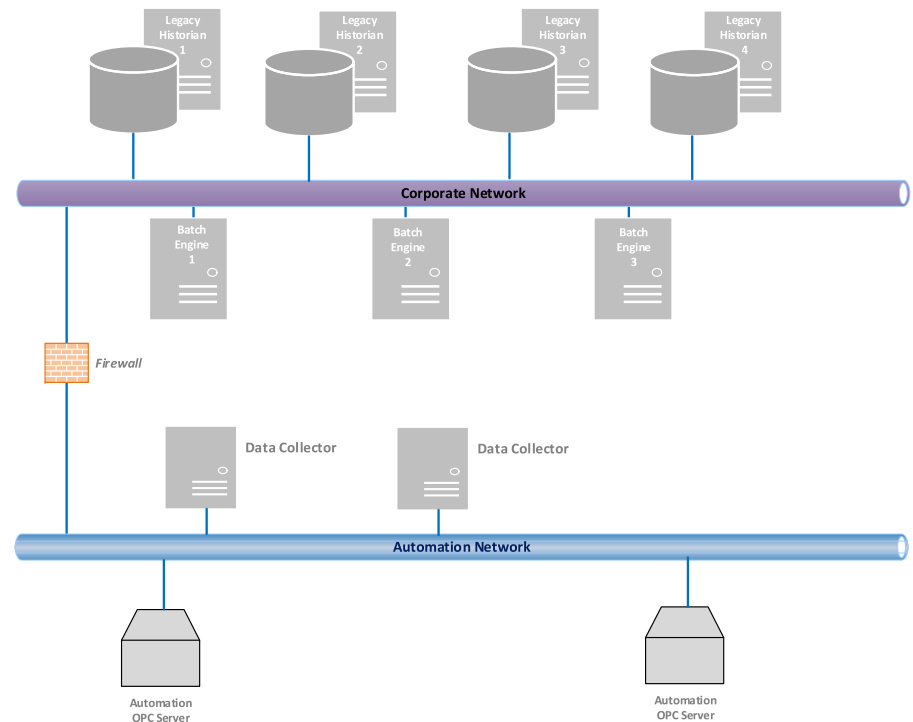 Legacy
Historian
1
Legacy
Historian
2
Legacy
Historian
3
Legacy
Historian
4
Corporate Network
Batch
Engine
1
Batch
Engine
2
Batch
Engine
3
Firewall
Data Collector
Data Collector
Automation Network
Automation
OPC Server
Automation
OPC Server